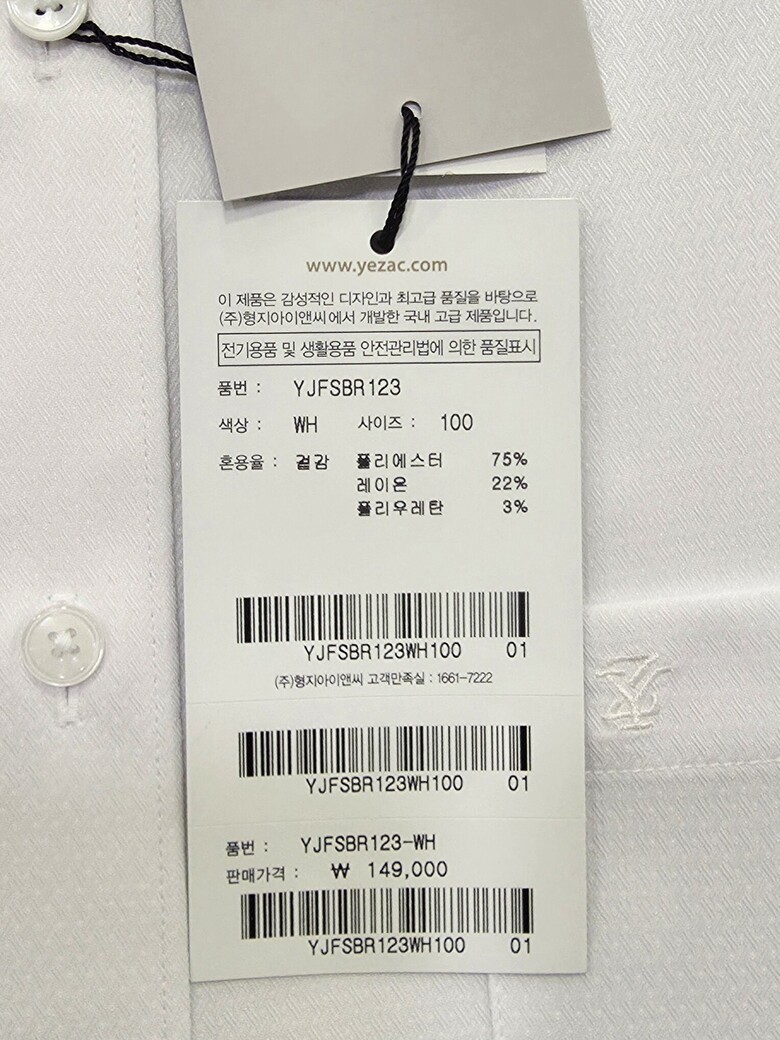 www.yezac.com
이 제품은 감성적인 디자인과 최고급 품질을 바탕으로
(주)형지아이앤씨에서 개발한 국내 고급 제품입니다.
전기용품 및 생활용품 안전관리법에 의한 품질표시
품번 : YJFSBR123
색상 : WH 사이즈 : 100
혼용율 : 겉감 폴리에스터 75%
레이온 22%
폴리우레탄 3%
YJFSBR123WH100 01
(주)형지아이앤씨 고객만족실 : 1661-7222
YJFSBR123WH100 01
품번 : YJFSBR123-WH
판매가격 : ₩ 149,000
YJFSBR123WH100 01